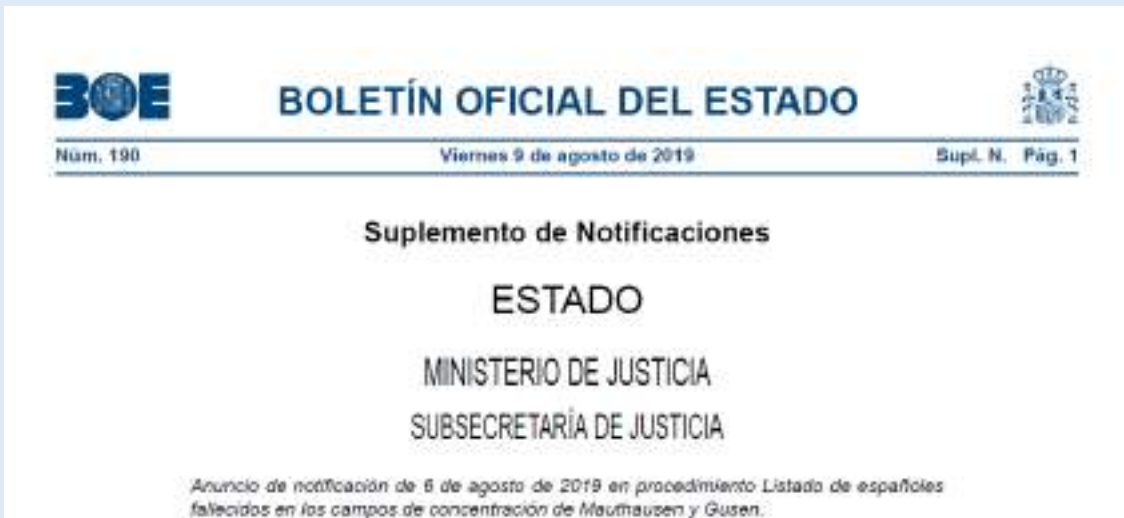 BOE
BOLETÍN OFICIAL DEL ESTADO
Núm. 190 Viernes 9 de agosto de 2019 Supl. N. Pág. 1
Suplemento de Notificaciones
ESTADO
MINISTERIO DE JUSTICIA
SUBSECRETARÍA DE JUSTICIA
Anuncio de notificación de 6 de agosto de 2019 en procedimiento Listado de españoles
fallecidos en los campos de concentración de Mauthausen y Gusen.